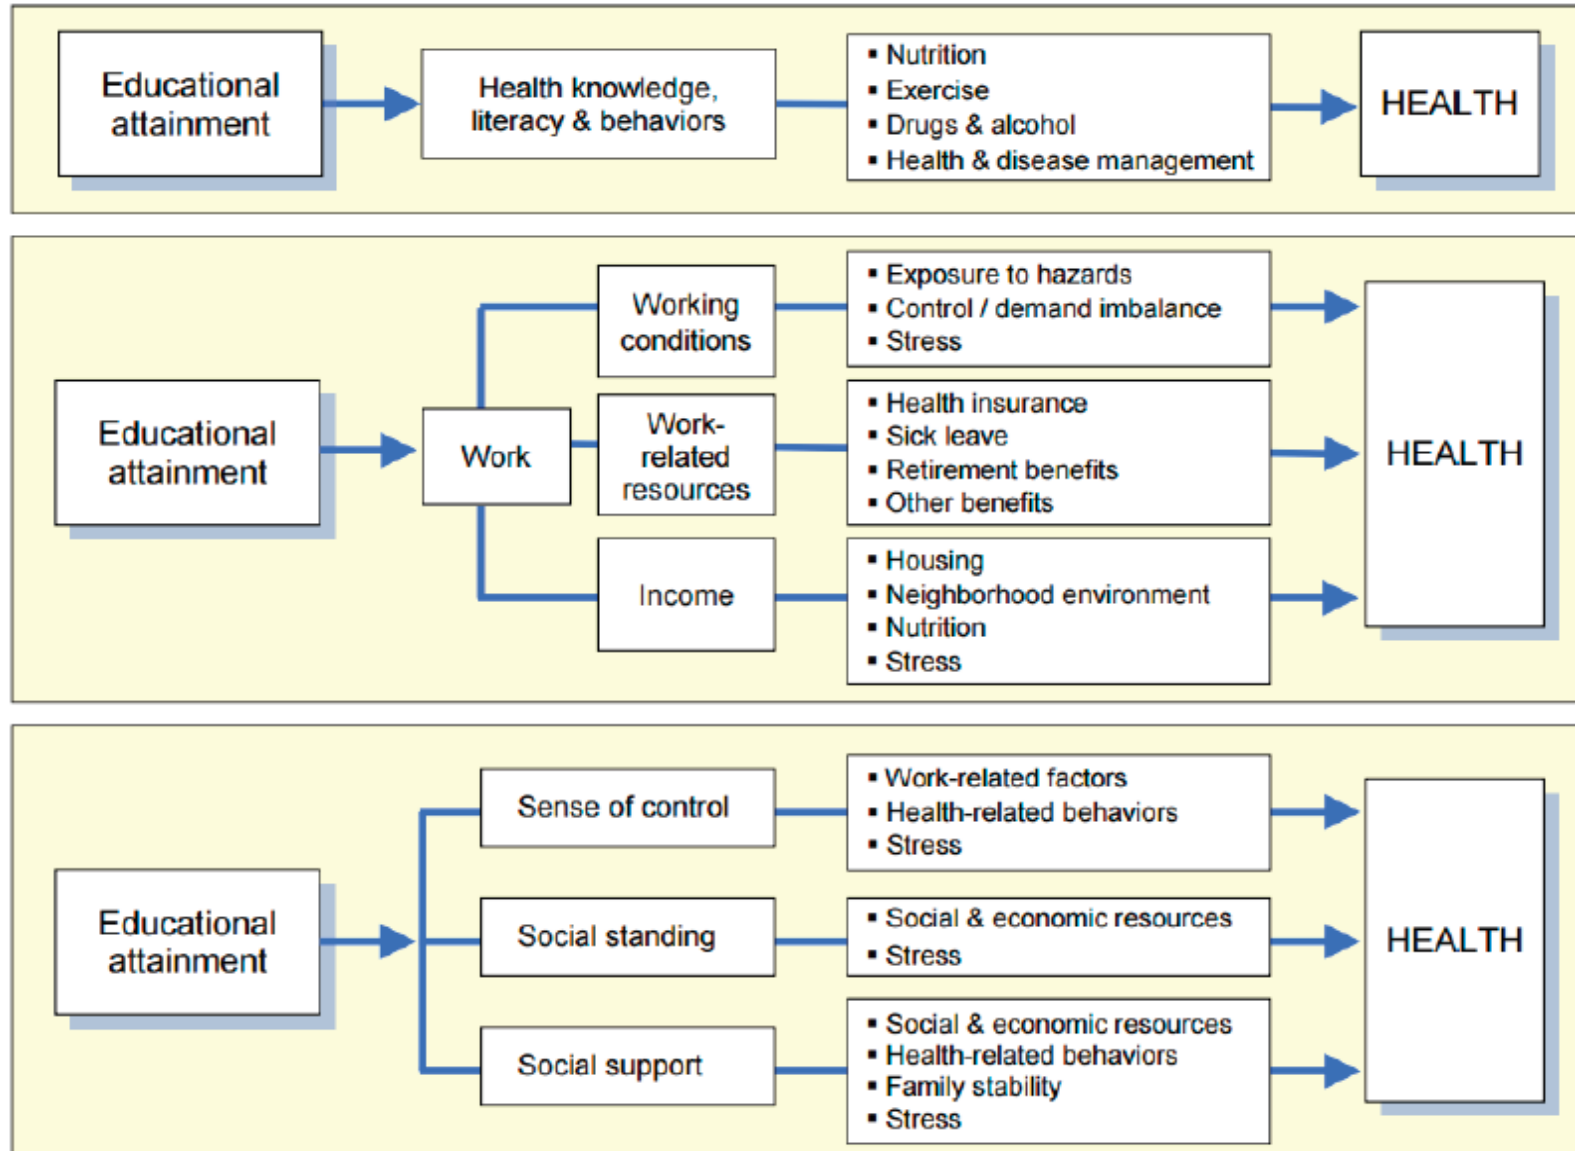 Educational
attainment
Health knowledge,
literacy & behaviors
▪ Nutrition
▪ Exercise
▪ Drugs & alcohol
▪ Health & disease management
HEALTH
Educational
attainment
Work
Working
conditions
▪ Exposure to hazards
▪ Control / demand imbalance
▪ Stress
Work-
related
resources
▪ Health insurance
▪ Sick leave
▪ Retirement benefits
▪ Other benefits
Income
▪ Housing
▪ Neighborhood environment
▪ Nutrition
▪ Stress
HEALTH
Educational
attainment
Sense of control
▪ Work-related factors
▪ Health-related behaviors
▪ Stress
Social standing
▪ Social & economic resources
▪ Stress
Social support
▪ Social & economic resources
▪ Health-related behaviors
▪ Family stability
▪ Stress
HEALTH